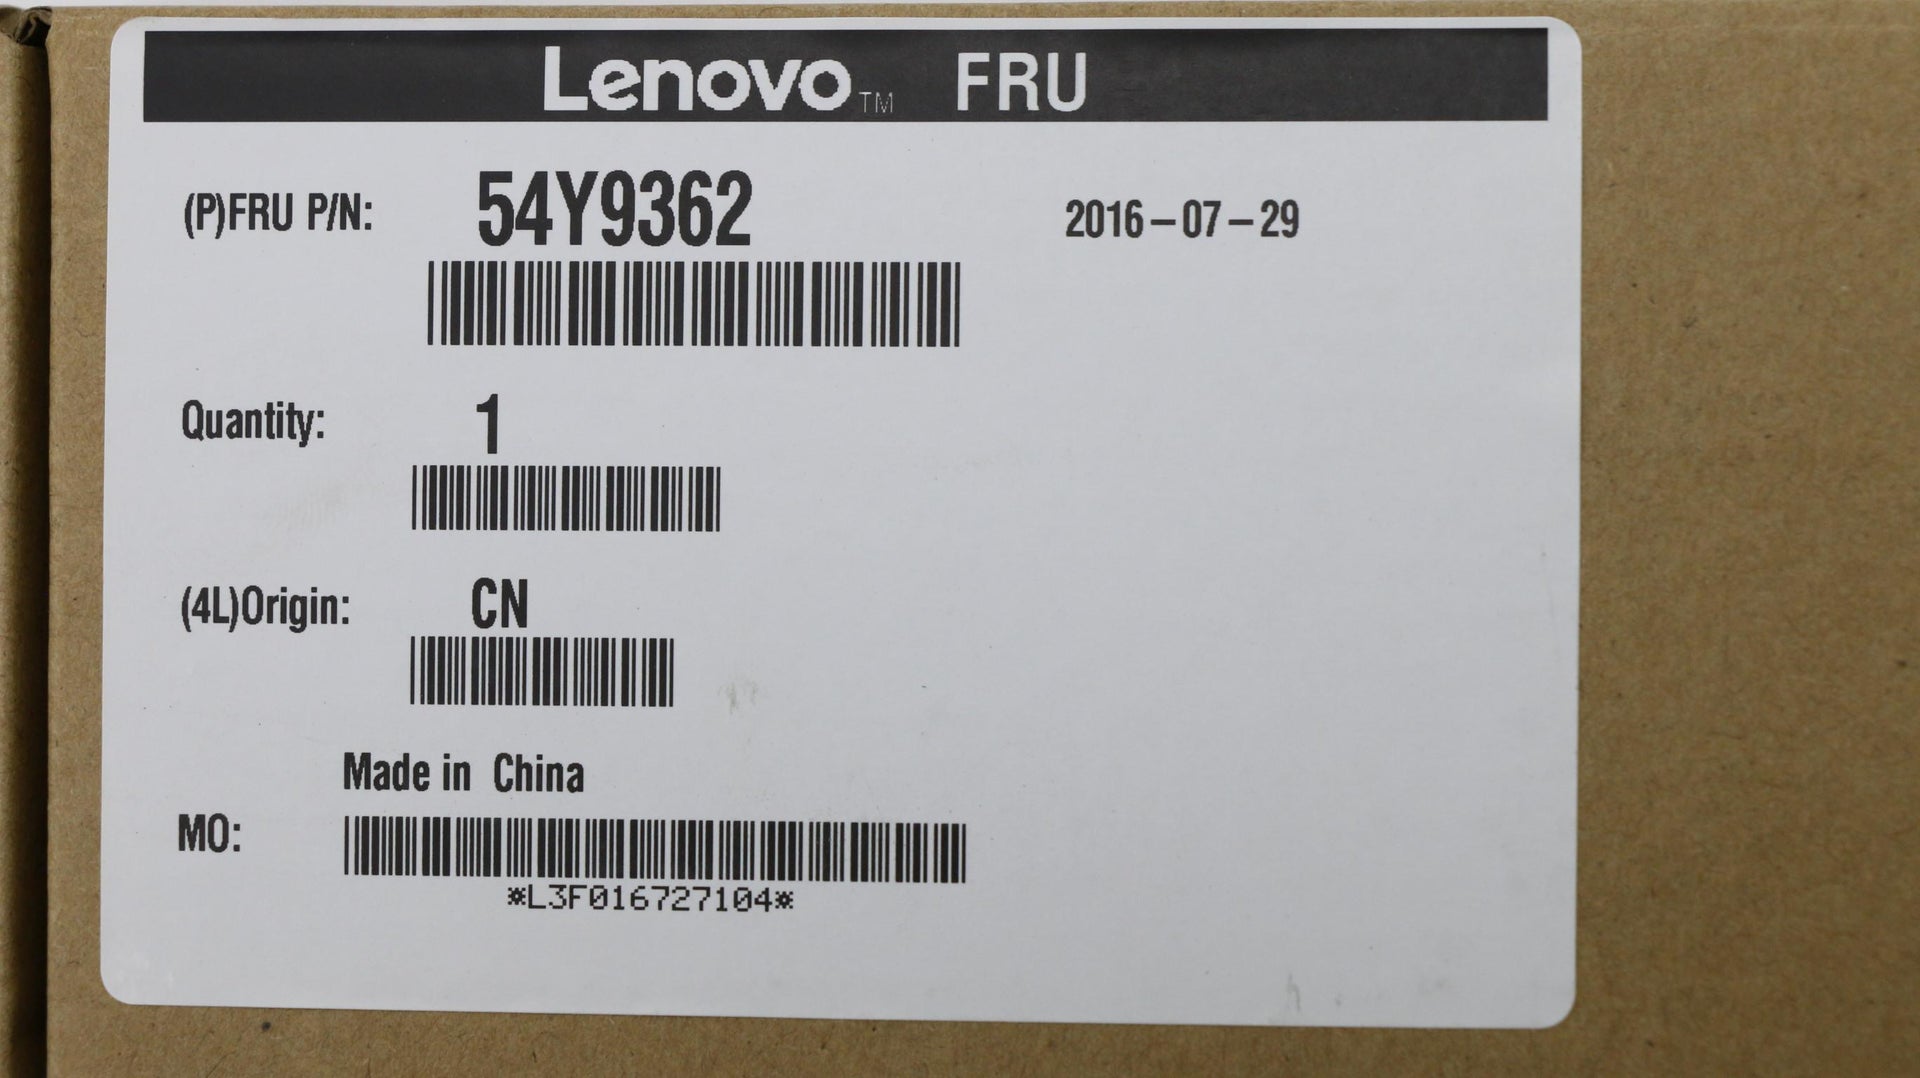 Lenovo™ FRU
(P)FRU P/N: 54Y9362 2016-07-29
Quantity: 1
(4L)Origin: CN
Made in China
MO:
*L3F016727104*